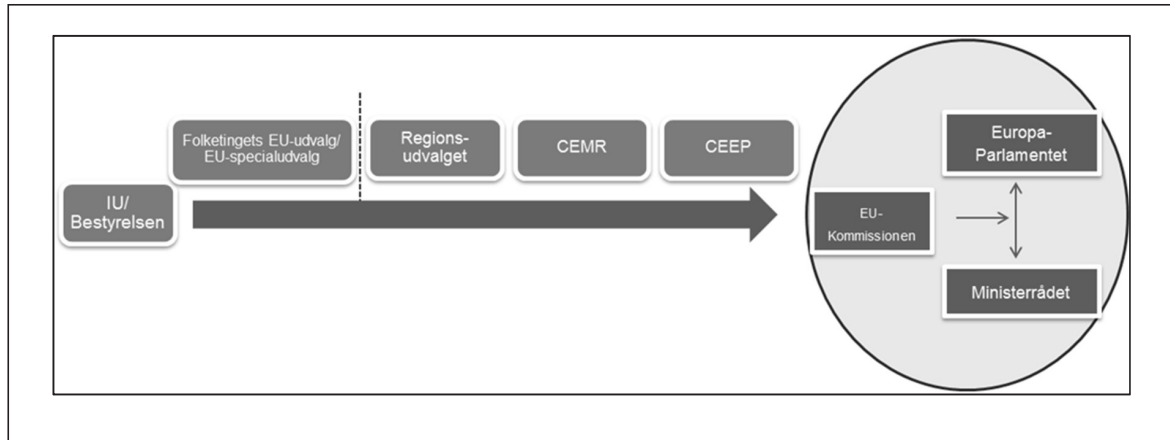 IU/
Bestyrelsen
Folketingets EU-udvalg/
EU-specialudvalg
Regions-
udvalget
CEMR
CEEP
EU-
Kommissionen
Europa-
Parlamentet
Ministerrådet